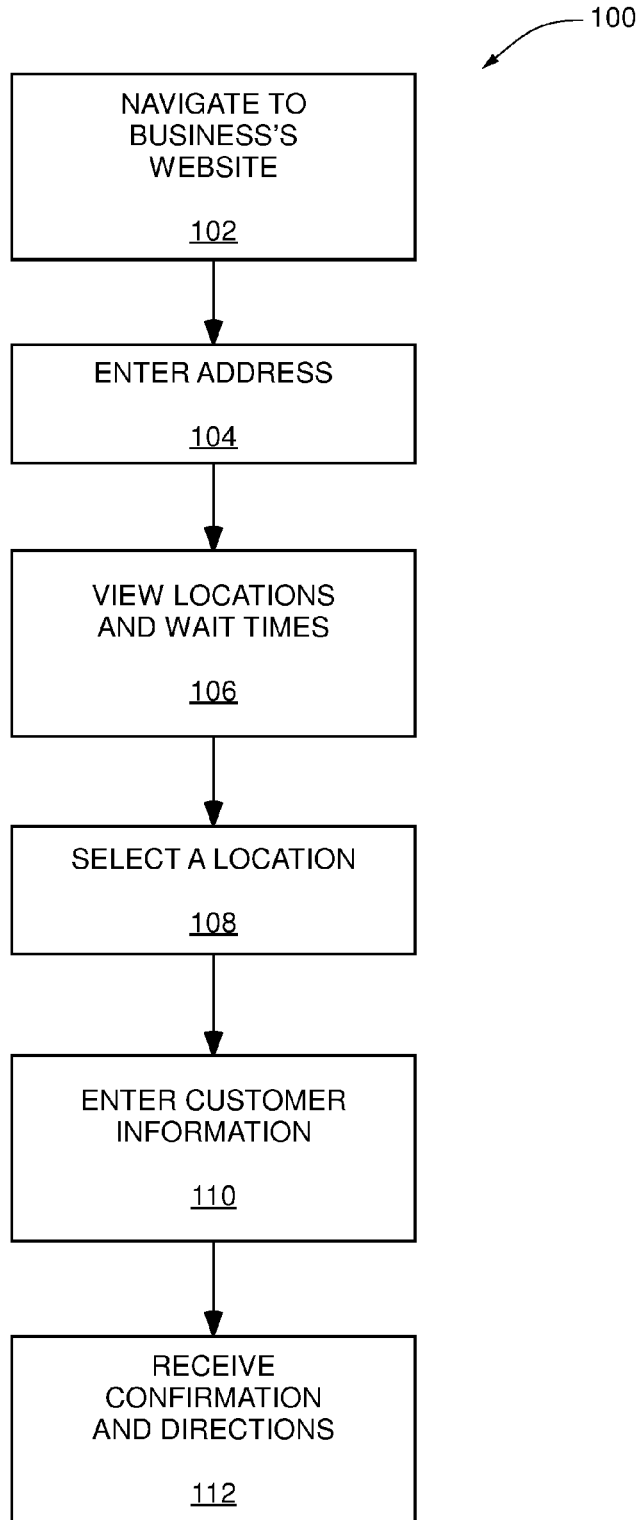 100
NAVIGATE TO
BUSINESS'S
WEBSITE
102
ENTER ADDRESS
104
VIEW LOCATIONS
AND WAIT TIMES
106
SELECT A LOCATION
108
ENTER CUSTOMER
INFORMATION
110
RECEIVE
CONFIRMATION
AND DIRECTIONS
112